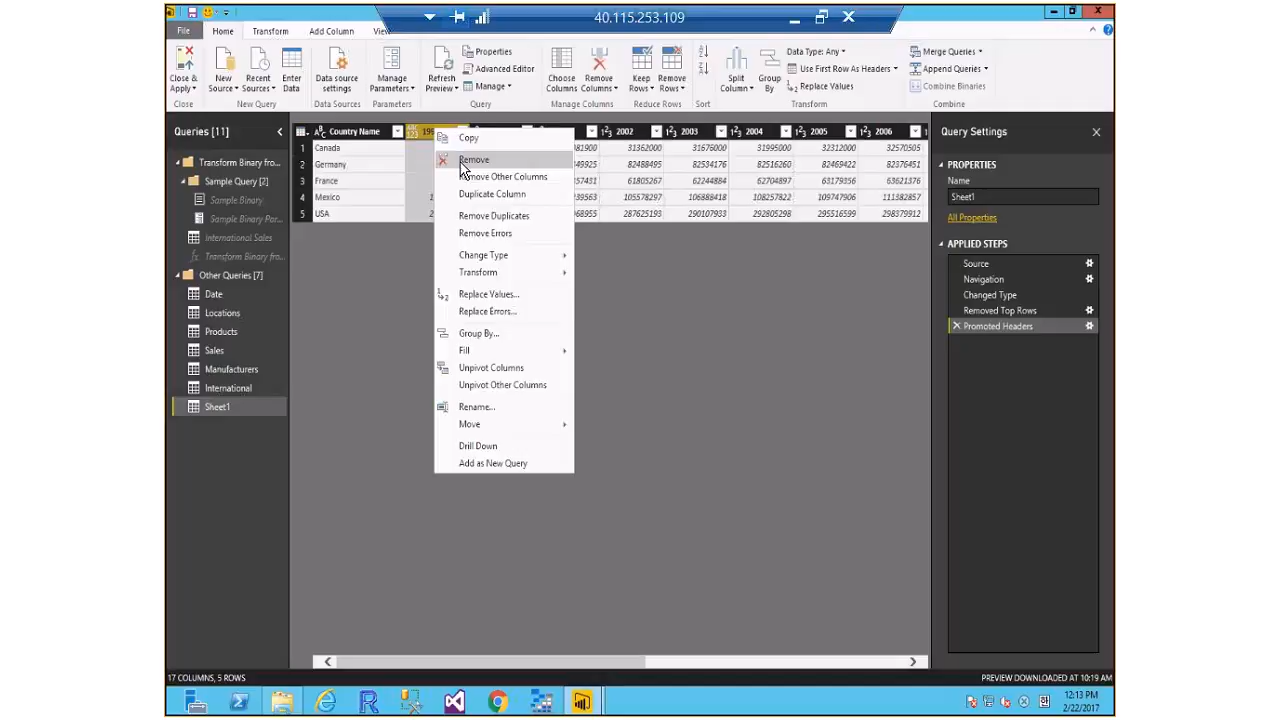 40.115.253.109
File Home Transform Add Column
Close & Apply
New Source
Recent Sources
Enter Data
Data source settings
Manage Parameters
Refresh Preview
Properties
Advanced Editor
Manage
Choose Columns
Remove Columns
Keep Rows
Remove Rows
Split Column
Group By
Data Type: Any
Use First Row As Headers
Replace Values
Merge Queries
Append Queries
Combine Binaries
Close New Query Data Sources Parameters Query Manage Columns Reduce Rows Sort Transform Combine
Queries [11]
Transform Binary fro...
Sample Query [2]
Sample Binary
Sample Binary Par...
International Sales
Transform Binary fro...
Other Queries [7]
Date
Locations
Products
Sales
Manufacturers
International
Sheet1
Country Name 2002 2003 2004 2005 2006
1 Canada 31362000 31676000 31995000 32312000 32570505
2 Germany 82488495 82534176 82516260 82469422 82376451
3 France 61805267 62244884 62704897 63179356 63621376
4 Mexico 105578297 106888418 108257822 109747906 111382857
5 USA 287625193 290107933 292805298 295516599 298379912
Copy
Remove
Remove Other Columns
Duplicate Column
Remove Duplicates
Remove Errors
Change Type
Transform
Replace Values...
Replace Errors...
Group By...
Fill
Unpivot Columns
Unpivot Other Columns
Rename...
Move
Drill Down
Add as New Query
Query Settings
PROPERTIES
Name
Sheet1
All Properties
APPLIED STEPS
Source
Navigation
Changed Type
Removed Top Rows
Promoted Headers
17 COLUMNS, 5 ROWS
PREVIEW DOWNLOADED AT 10:19 AM
12:13 PM
2/22/2017